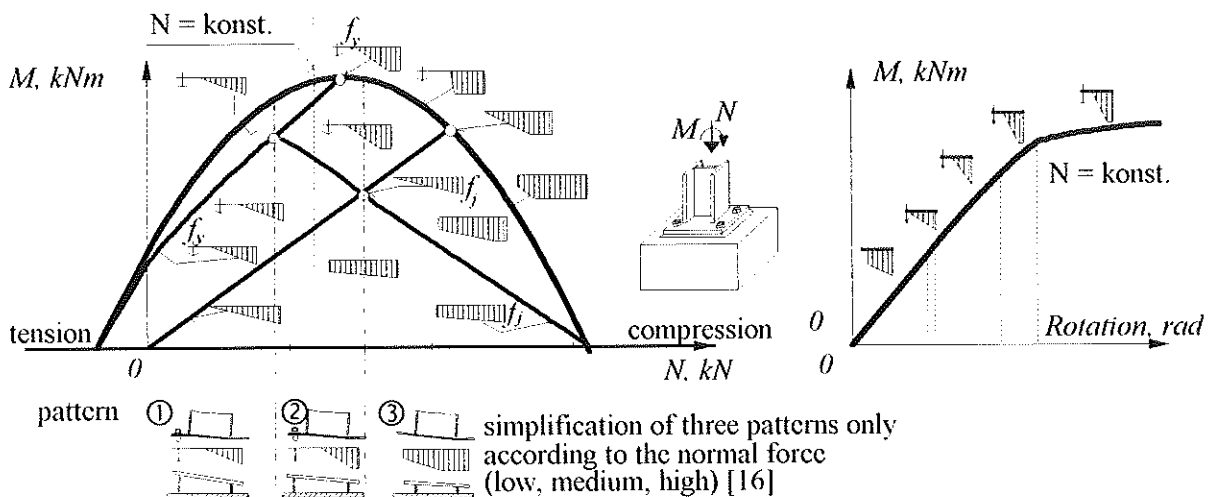 N = konst.
f_y
M, kNm
f_j
f_y
f_j
tension
0
compression
N, kN
M
N
M, kNm
N = konst.
0
Rotation, rad
0
pattern ① ② ③
simplification of three patterns only
according to the normal force
(low, medium, high) [16]